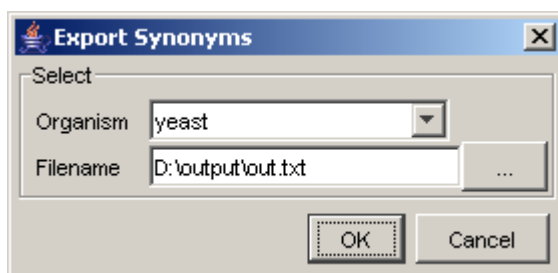 Export Synonyms
Select
Organism yeast
Filename D:\output\out.txt ...
OK Cancel